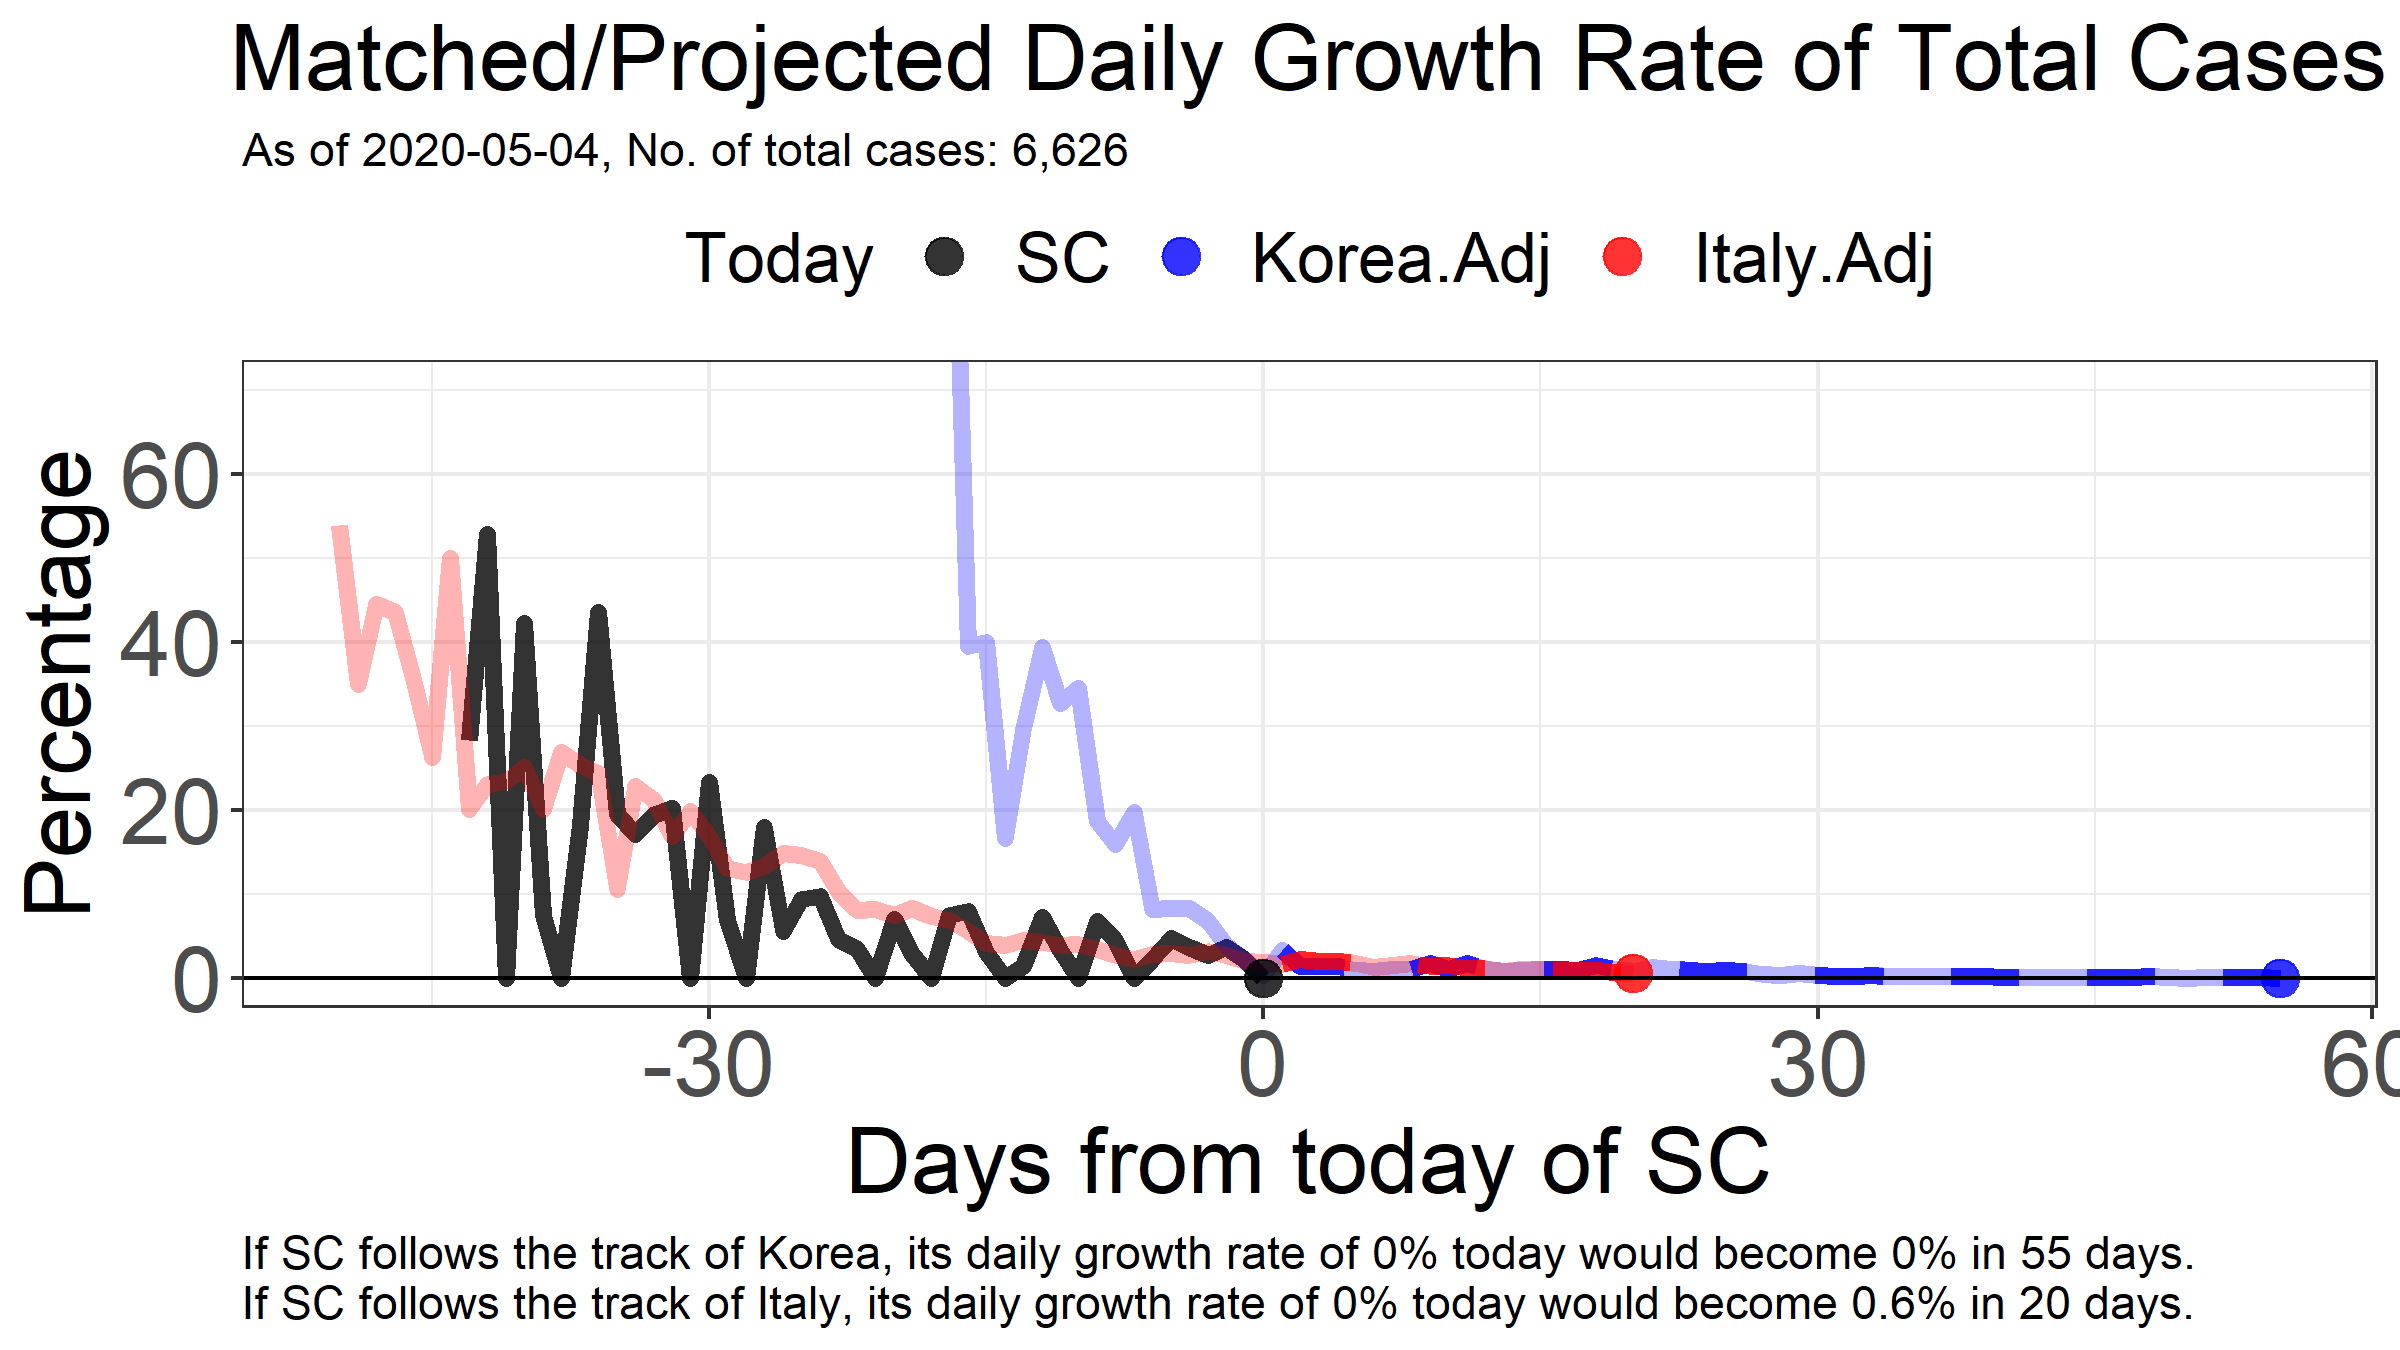 Matched/Projected Daily Growth Rate of Total Cases
As of 2020-05-04, No. of total cases: 6,626
Today SC Korea.Adj Italy.Adj
Percentage
60
40
20
0
-30 0 30 60
Days from today of SC
If SC follows the track of Korea, its daily growth rate of 0% today would become 0% in 55 days.
If SC follows the track of Italy, its daily growth rate of 0% today would become 0.6% in 20 days.